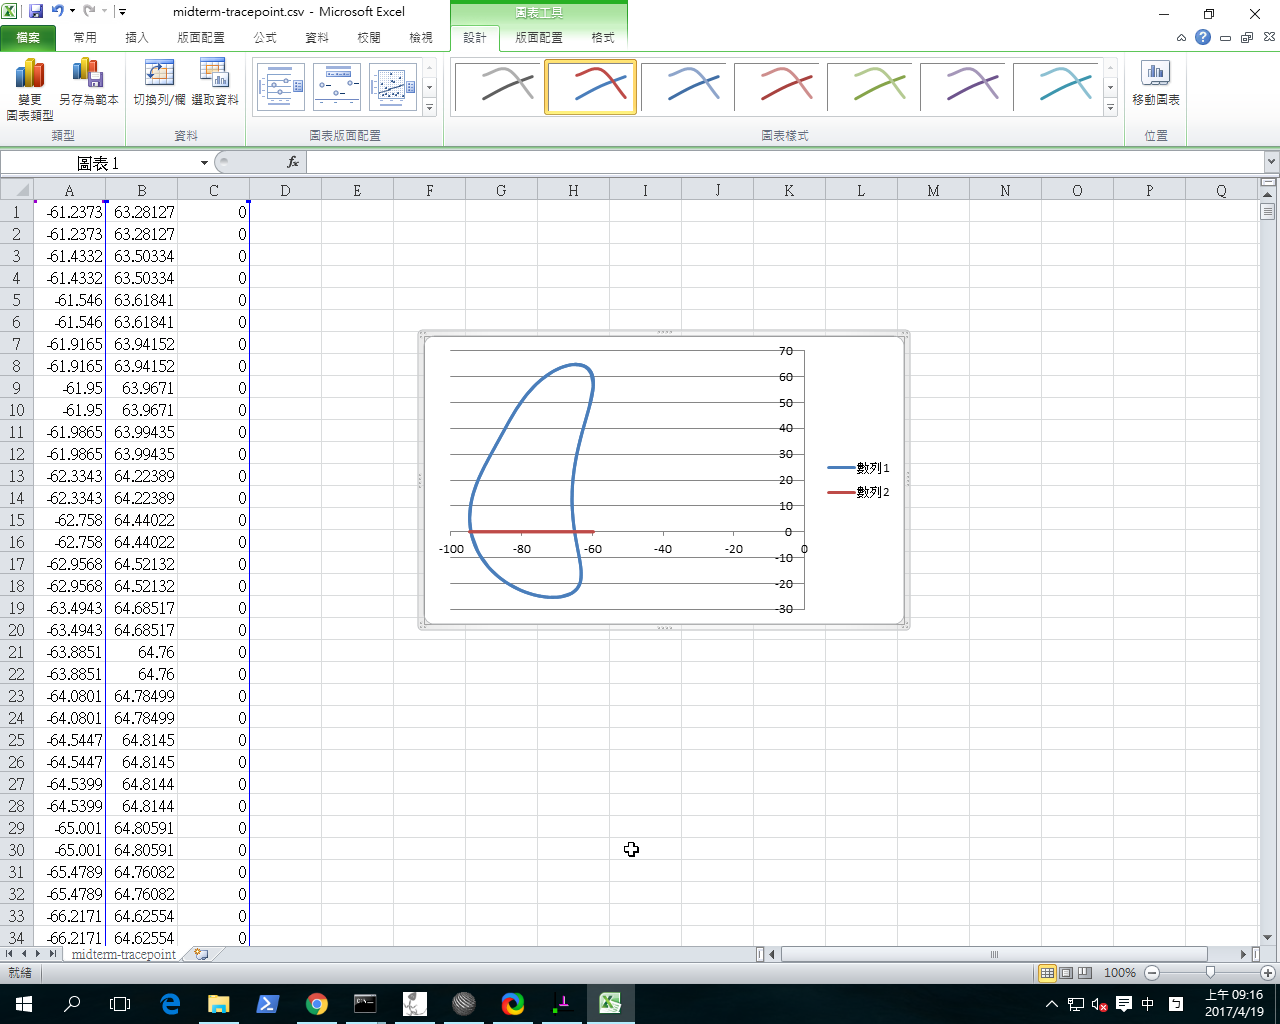 midterm-tracepoint.csv - Microsoft Excel
圖表工具
檔案 常用 插入 版面配置 公式 資料 校閱 檢視 設計 版面配置 格式
變更
圖表類型
另存為範本
切換列/欄 選取資料
移動圖表
類型 資料 圖表版面配置 圖表樣式 位置
圖表 1 fx
A B C D E F G H I J K L M N O P Q
1 -61.2373 63.28127 0
2 -61.2373 63.28127 0
3 -61.4332 63.50334 0
4 -61.4332 63.50334 0
5 -61.546 63.61841 0
6 -61.546 63.61841 0
7 -61.9165 63.94152 0
8 -61.9165 63.94152 0
9 -61.95 63.9671 0
10 -61.95 63.9671 0
11 -61.9865 63.99435 0
12 -61.9865 63.99435 0
13 -62.3343 64.22389 0
14 -62.3343 64.22389 0
15 -62.758 64.44022 0
16 -62.758 64.44022 0
17 -62.9568 64.52132 0
18 -62.9568 64.52132 0
19 -63.4943 64.68517 0
20 -63.4943 64.68517 0
21 -63.8851 64.76 0
22 -63.8851 64.76 0
23 -64.0801 64.78499 0
24 -64.0801 64.78499 0
25 -64.5447 64.8145 0
26 -64.5447 64.8145 0
27 -64.5399 64.8144 0
28 -64.5399 64.8144 0
29 -65.001 64.80591 0
30 -65.001 64.80591 0
31 -65.4789 64.76082 0
32 -65.4789 64.76082 0
33 -66.2171 64.62554 0
34 -66.2171 64.62554 0
70
60
50
40
30
20
10
0
-10
-20
-30
-100 -80 -60 -40 -20 0
數列1
數列2
midterm-tracepoint
就緒 100%
中
上午 09:16
2017/4/19